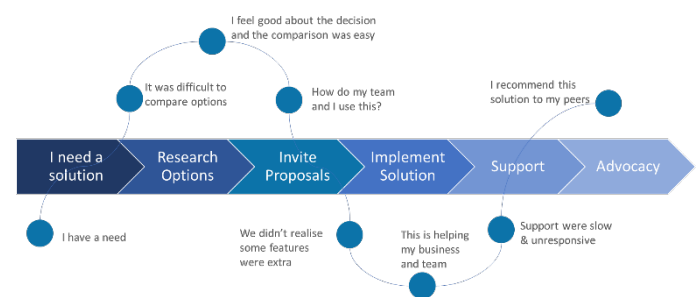 I feel good about the decision
and the comparison was easy
It was difficult to
compare options
How do my team
and I use this?
I recommend this
solution to my peers
I need a
solution
Research
Options
Invite
Proposals
Implement
Solution
Support
Advocacy
I have a need
We didn't realise
some features
were extra
This is helping
my business
and team
Support were slow
& unresponsive